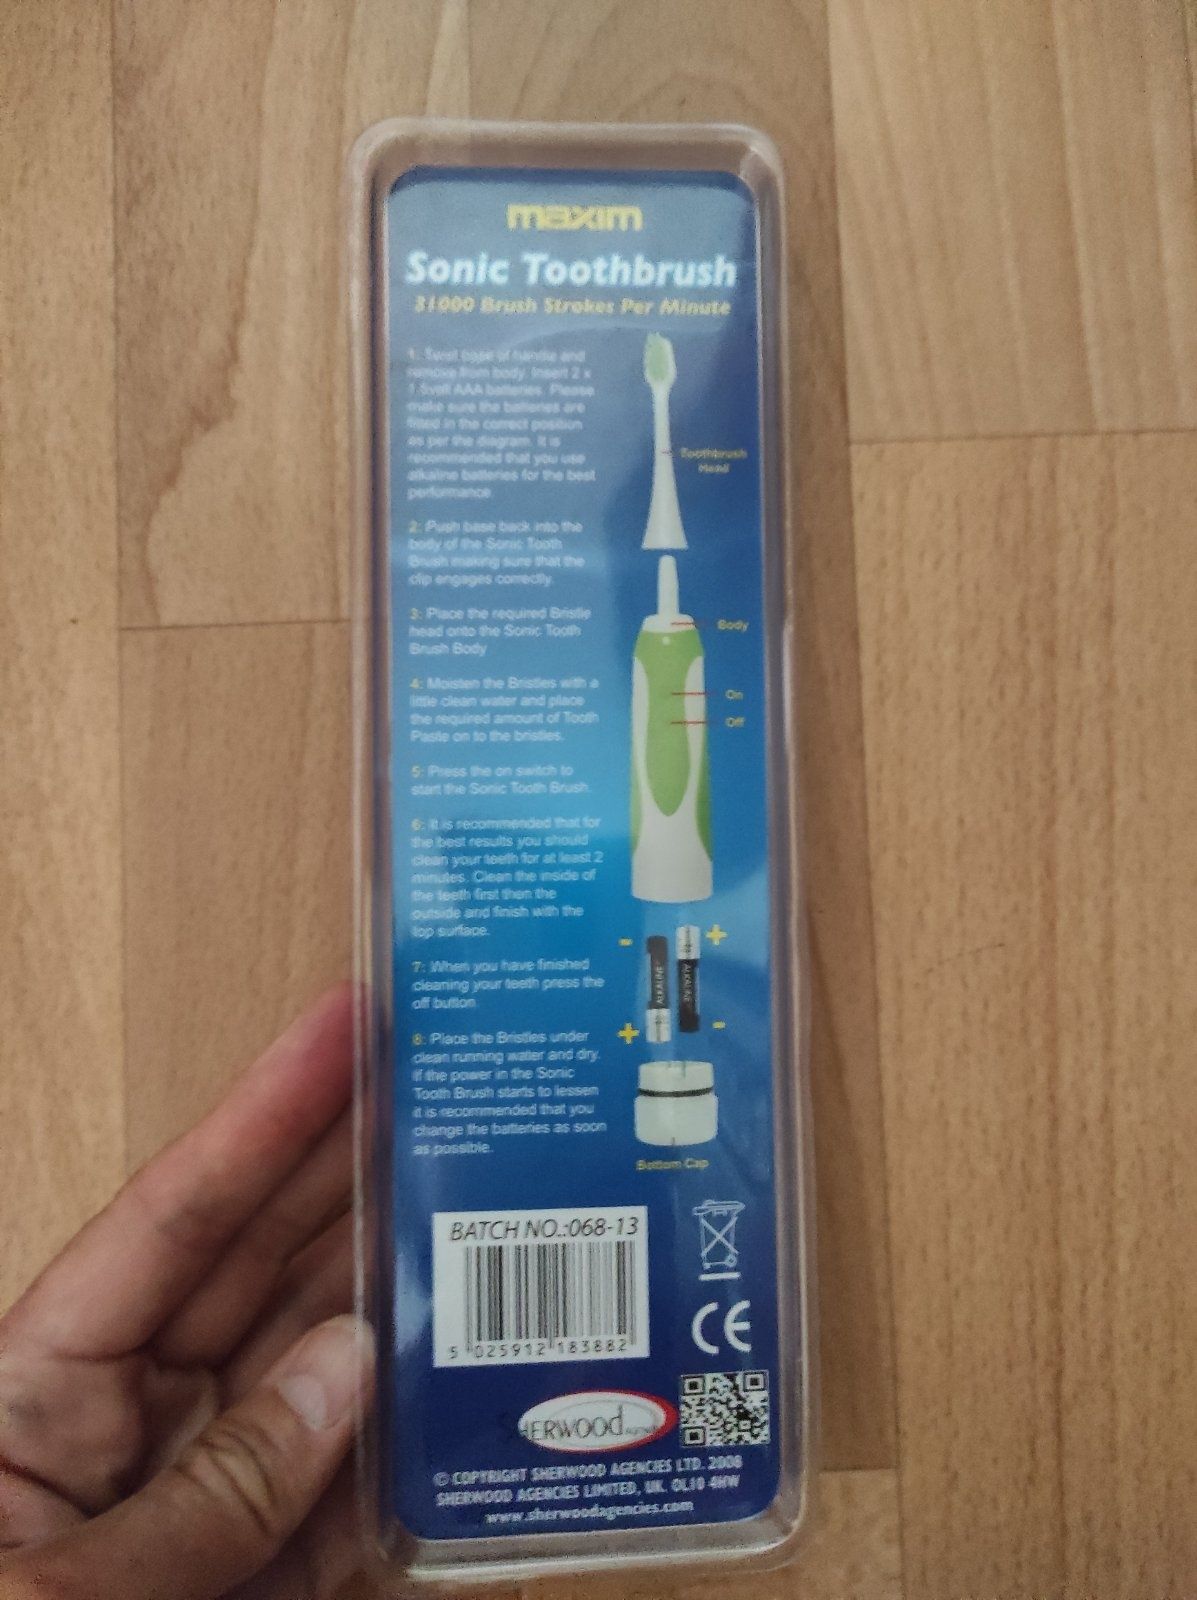 maxim
Sonic Toothbrush
31000 Brush Strokes Per Minute
1: Twist base of handle and
remove from body. Insert 2 x
1.5volt AAA batteries. Please
make sure the batteries are
fitted in the correct position
as per the diagram. It is
recommended that you use
alkaline batteries for the best
performance
2: Push base back into the
body of the Sonic Tooth
Brush making sure that the
clip engages correctly.
3: Place the required Bristle
head onto the Sonic Tooth
Brush Body
4: Moisten the Bristles with a
little clean water and place
the required amount of Tooth
Paste on to the bristles.
5: Press the on switch to
start the Sonic Tooth Brush.
6: It is recommended that for
the best results you should
clean your teeth for at least 2
minutes. Clean the inside of
the teeth first then the
outside and finish with the
top surface.
7: When you have finished
cleaning your teeth press the
off button.
8: Place the Bristles under
clean running water and dry.
If the power in the Sonic
Tooth Brush starts to lessen
it is recommended that you
change the batteries as soon
as possible.
Toothbrush
Head
Body
On
Off
- +
ALKALINE
ALKALINE
+ -
Bottom Cap
BATCH NO.:068-13
5 025912 183882
CE
SHERWOOD
© COPYRIGHT SHERWOOD AGENCIES LTD. 2008
SHERWOOD AGENCIES LIMITED, UK. OL10 4HW
www.sherwoodagencies.com